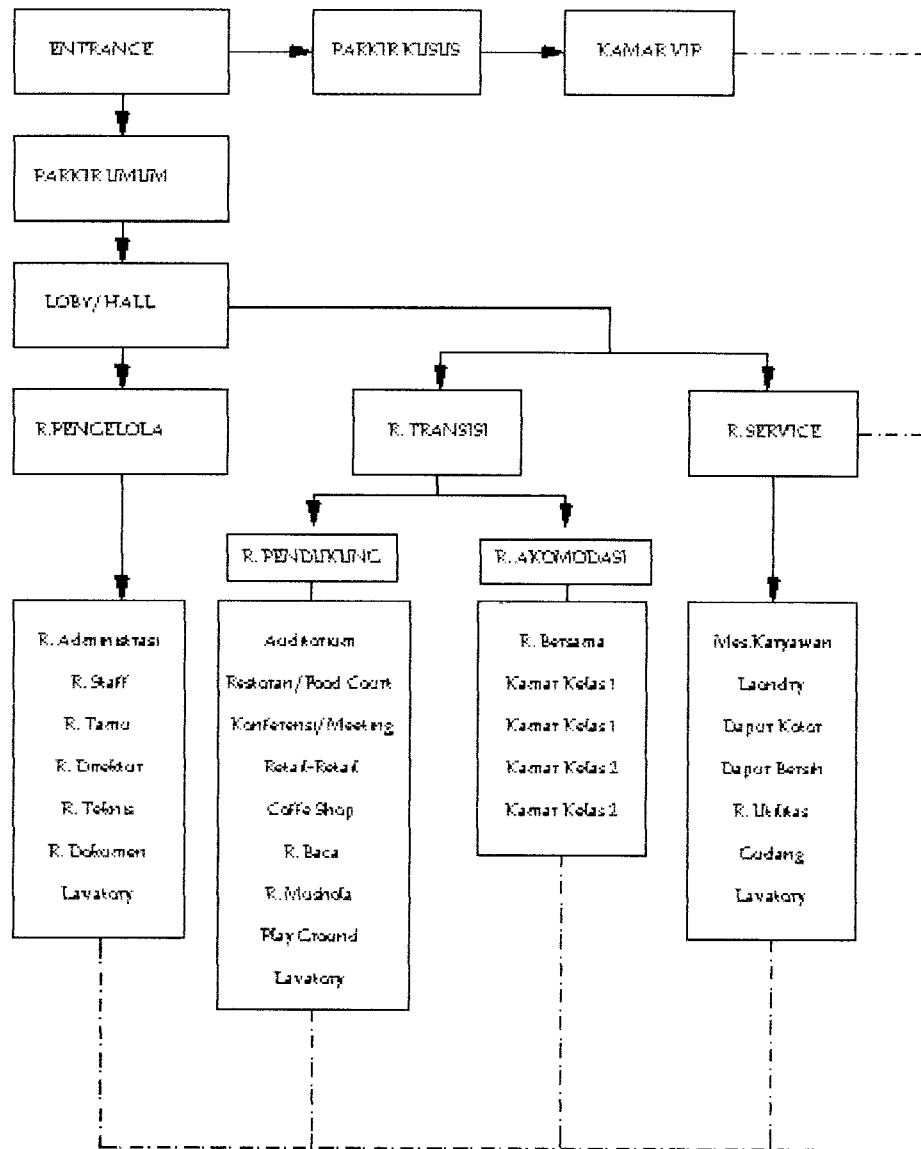 ENTRANCE
PARKIR KUSUS
KAMAR VIP
PARKIR UMUM
LOBY/ HALL
R.PENGELOLA
R. TRANSISI
R. SERVICE
R. PENDUKUNG
R. AKOMODASI
R. Administrasi
R. Staff
R. Tamu
R. Direktur
R. Teknis
R. Dokumen
Lavatory
Auditorium
Restoran/ Food Court
Konferensi/ Meeting
Retail-Retail
Coffe Shop
R. Baca
R. Mushola
Play Ground
Lavatory
R. Bersama
Kamar Kelas 1
Kamar Kelas 1
Kamar Kelas 2
Kamar Kelas 2
Mes.Karyawan
Laundry
Dapur Kotor
Dapur Bersih
R. Utilitas
Gudang
Lavatory